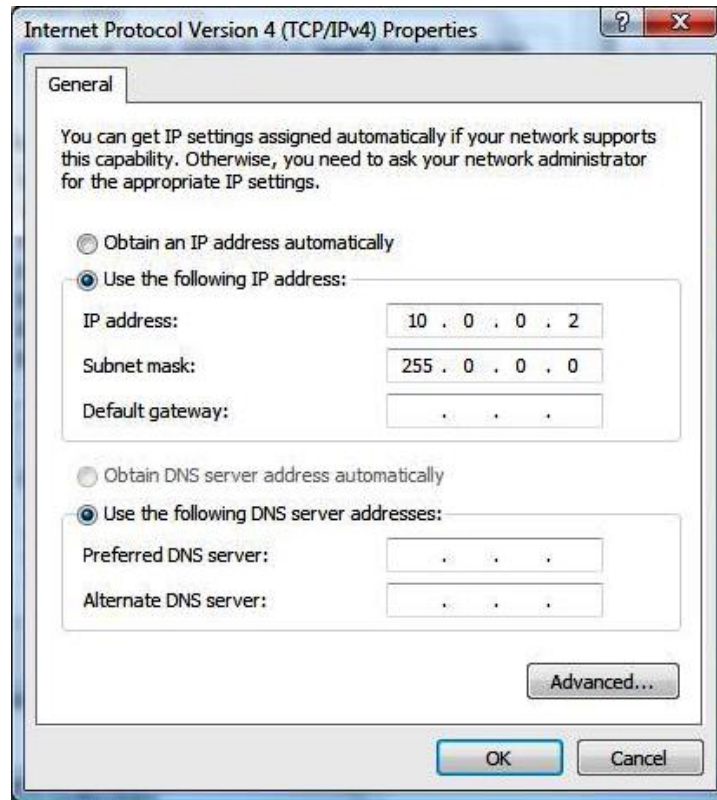 Internet Protocol Version 4 (TCP/IPv4) Properties
?
General
You can get IP settings assigned automatically if your network supports
this capability. Otherwise, you need to ask your network administrator
for the appropriate IP settings.
Obtain an IP address automatically
Use the following IP address:
IP address: 10 . 0 . 0 . 2
Subnet mask: 255 . 0 . 0 . 0
Default gateway: . . .
Obtain DNS server address automatically
Use the following DNS server addresses:
Preferred DNS server: . . .
Alternate DNS server: . . .
Advanced...
OK Cancel